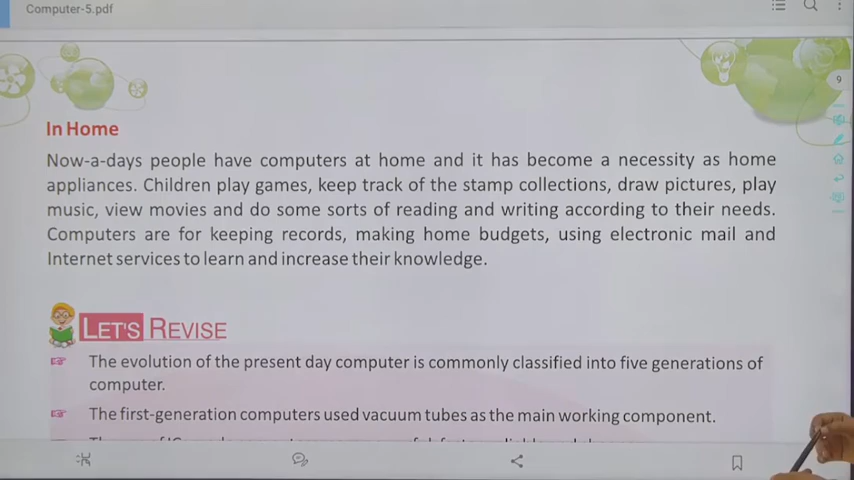 Computer-5.pdf
9
In Home
Now-a-days people have computers at home and it has become a necessity as home
appliances. Children play games, keep track of the stamp collections, draw pictures, play
music, view movies and do some sorts of reading and writing according to their needs.
Computers are for keeping records, making home budgets, using electronic mail and
Internet services to learn and increase their knowledge.
LET'S REVISE
The evolution of the present day computer is commonly classified into five generations of
computer.
The first-generation computers used vacuum tubes as the main working component.